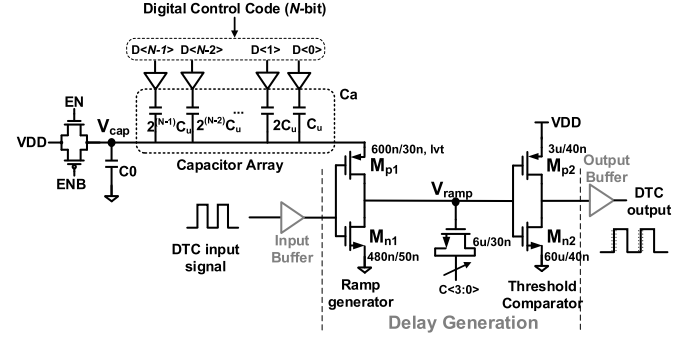 Digital Control Code (N-bit)
D<N-1> D<N-2> D<1> D<0>
Ca
EN
2^(N-1)Cu 2^(N-2)Cu ... 2Cu Cu
VDD
Vcap
C0
Capacitor Array
ENB
600n/30n, lvt
Mp1
VDD
3u/40n
Mp2
Output
Buffer
Vramp
DTC
output
DTC input
signal
Input
Buffer
Mn1
480n/50n
6u/30n
Mn2
60u/40n
C<3:0>
Ramp
generator
Threshold
Comparator
Delay Generation